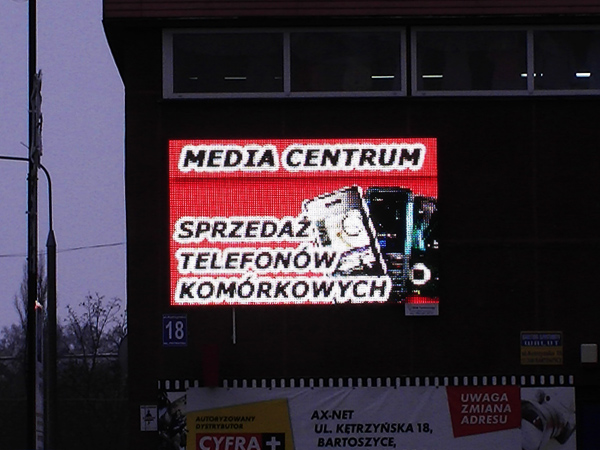 MEDIA CENTRUM
SPRZEDAŻ
TELEFONÓW
KOMÓRKOWYCH
18
AUTORYZOWANY
DYSTRYBUTOR
CYFRA+
AX-NET
UL. KĘTRZYŃSKA 18,
BARTOSZYCE,
UWAGA
ZMIANA
ADRESU